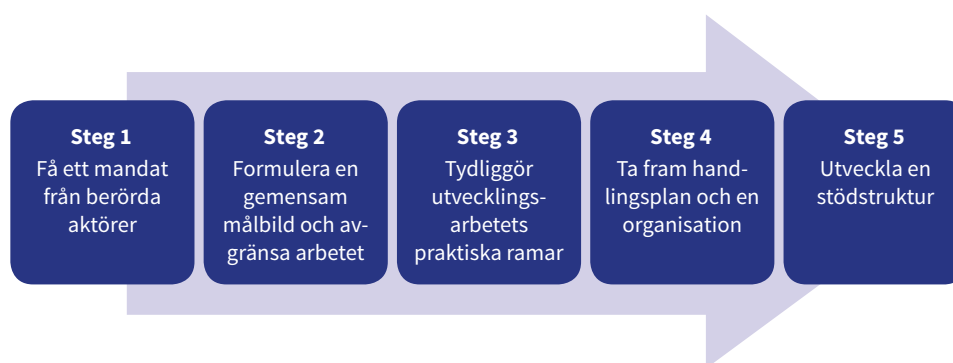 Steg 1
Få ett mandat
från berörda
aktörer
Steg 2
Formulera en
gemensam
målbild och av-
gränsa arbetet
Steg 3
Tydliggör
utvecklings-
arbetets
praktiska ramar
Steg 4
Ta fram hand-
lingsplan och en
organisation
Steg 5
Utveckla en
stödstruktur